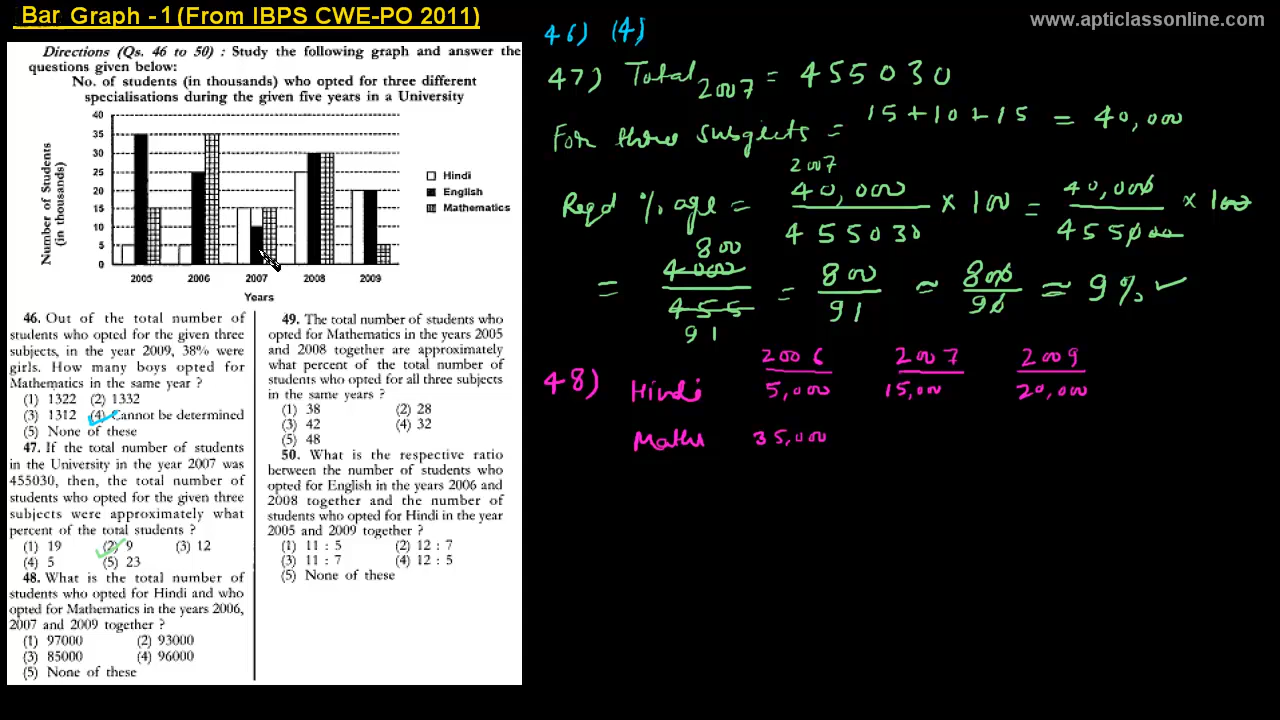 Bar Graph -1 (From IBPS CWE-PO 2011)
www.apticlassonline.com
Directions (Qs. 46 to 50) : Study the following graph and answer the
questions given below:
No. of students (in thousands) who opted for three different
specialisations during the given five years in a University
Number of Students
(in thousands)
40
35
30
25
20
15
10
5
0
2005 2006 2007 2008 2009
Years
Hindi
English
Mathematics
46. Out of the total number of
students who opted for the given three
subjects, in the year 2009, 38% were
girls. How many boys opted for
Mathematics in the same year ?
(1) 1322 (2) 1332
(3) 1312 (4) Cannot be determined
(5) None of these
47. If the total number of students
in the University in the year 2007 was
455030, then, the total number of
students who opted for the given three
subjects were approximately what
percent of the total students ?
(1) 19 (2) 9 (3) 12
(4) 5 (5) 23
48. What is the total number of
students who opted for Hindi and who
opted for Mathematics in the years 2006,
2007 and 2009 together ?
(1) 97000 (2) 93000
(3) 85000 (4) 96000
(5) None of these
49. The total number of students who
opted for Mathematics in the years 2005
and 2008 together are approximately
what percent of the total number of
students who opted for all three subjects
in the same years ?
(1) 38 (2) 28
(3) 42 (4) 32
(5) 48
50. What is the respective ratio
between the number of students who
opted for English in the years 2006 and
2008 together and the number of
students who opted for Hindi in the year
2005 and 2009 together ?
(1) 11 : 5 (2) 12 : 7
(3) 11 : 7 (4) 12 : 5
(5) None of these
46) (4)
47) Total 2007 = 455030
For three subjects = 15 + 10 + 15 = 40,000
2007
Reqd % age = 40,000 / 455030 × 100 = 40,000 / 455000 × 100
800
= 4000 / 455 = 800 / 91 ≈ 800 / 90 ≈ 9%
91
48) 2006 2007 2009
Hindi 5,000 15,000 20,000
Maths 35,000